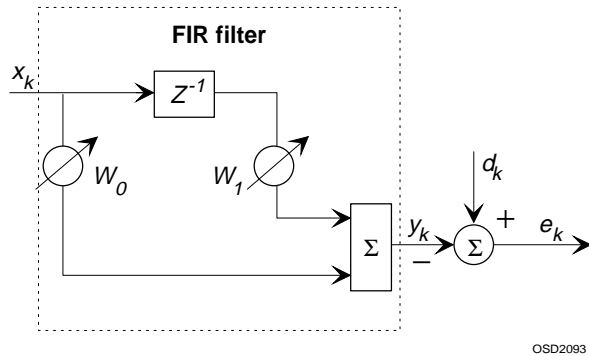 FIR filter
x_k
Z^-1
W_0
W_1
d_k
Σ
y_k
−
Σ
+
e_k
OSD2093